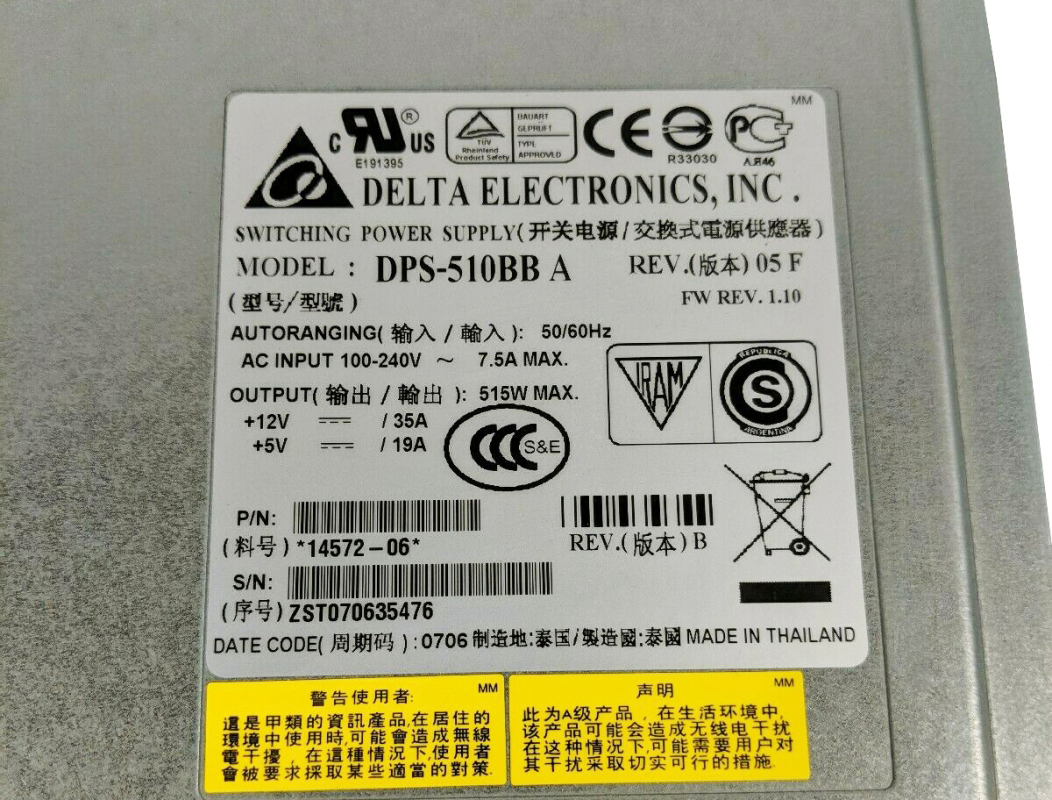 MM
C RU US ®
E191395
TÜV
Rheinland
Product Safety
BAUART
GEPRÜFT
TYPE
APPROVED
CE
R33030
PC
АЯ46
DELTA ELECTRONICS, INC.
SWITCHING POWER SUPPLY(开关电源/交換式電源供應器)
MODEL : DPS-510BB A
REV.(版本) 05 F
(型号/型號)
FW REV. 1.10
AUTORANGING(输入 / 輸入): 50/60Hz
AC INPUT 100-240V ~ 7.5A MAX.
OUTPUT(输出 / 輸出): 515W MAX.
+12V ⎓ / 35A
+5V ⎓ / 19A
CCC S&E
IRAM
REPUBLICA
S
ARGENTINA
P/N:
(料号) *14572-06*
REV.(版本) B
S/N:
(序号) ZST070635476
DATE CODE(周期码):0706 制造地:泰国/製造國:泰國 MADE IN THAILAND
MM
警告使用者:
這是甲類的資訊產品,在居住的
環境中使用時,可能會造成無線
電干擾,在這種情況下,使用者
會被要求採取某些適當的對策.
MM
声明
此为A级产品,在生活环境中,
该产品可能会造成无线电干扰
在这种情况下,可能需要用户对
其干扰采取切实可行的措施.